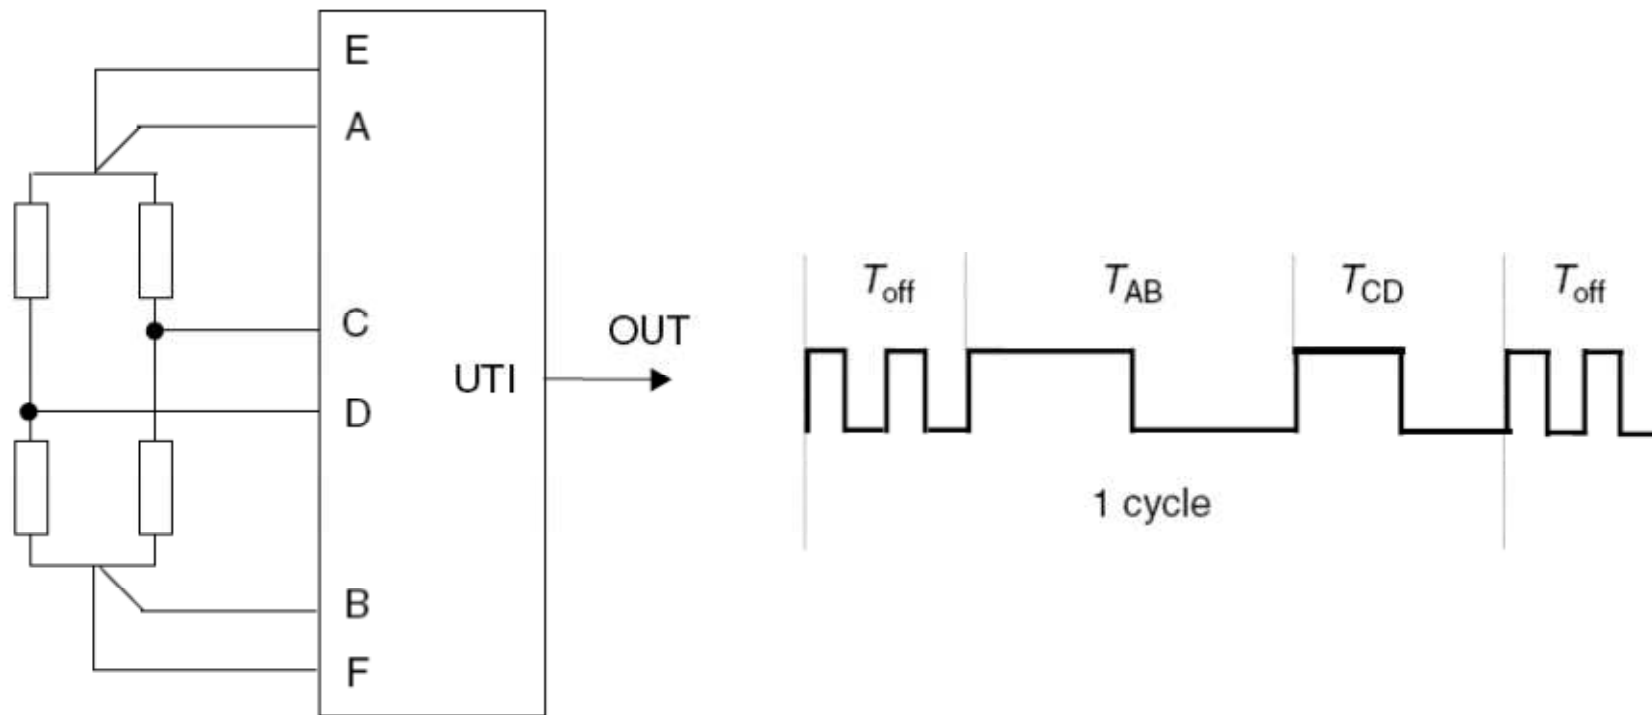 E
A
C
D
UTI
B
F
OUT
T_off
T_AB
T_CD
T_off
1 cycle